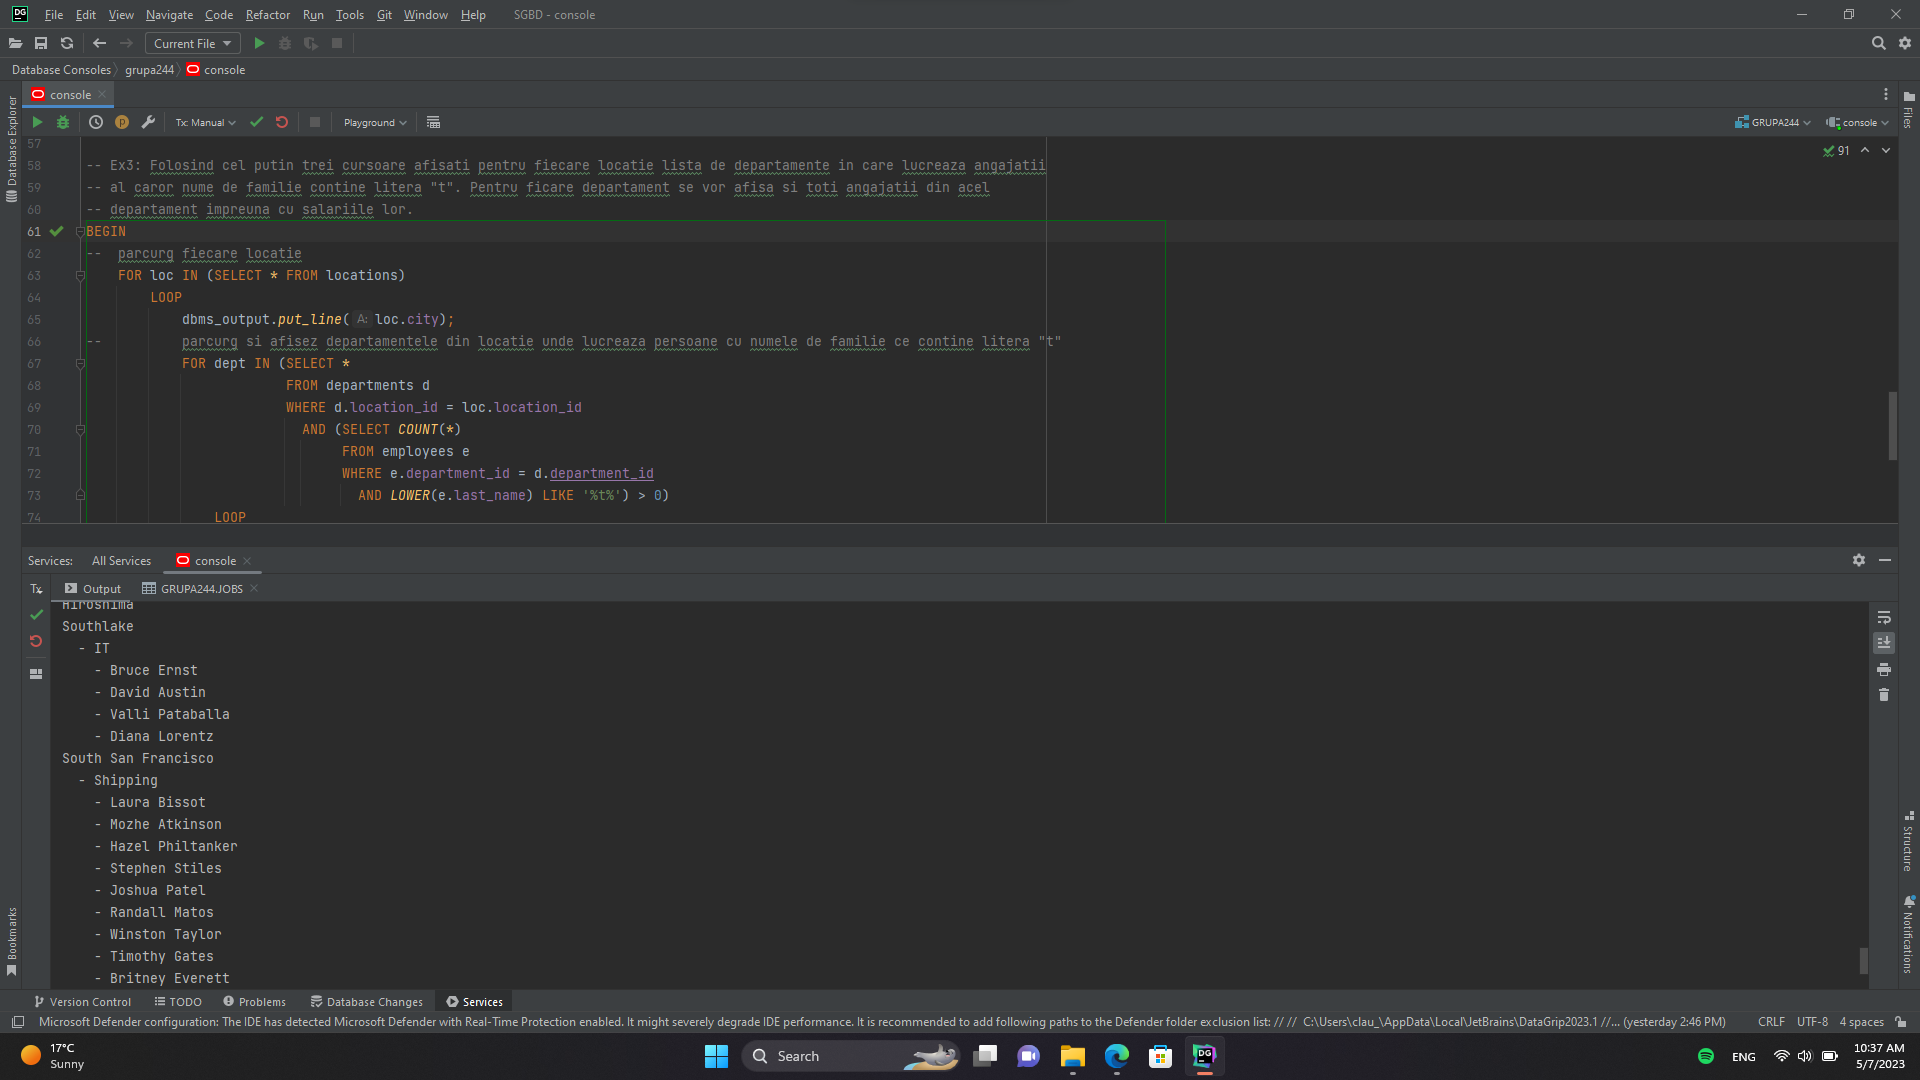 File Edit View Navigate Code Refactor Run Tools Git Window Help SGBD - console
Current File
Database Consoles grupa244 console
console
Tx: Manual Playground GRUPA244 console
Database Explorer
Files
91
57
58 -- Ex3: Folosind cel putin trei cursoare afisati pentru fiecare locatie lista de departamente in care lucreaza angajatii
59 -- al caror nume de familie contine litera "t". Pentru ficare departament se vor afisa si toti angajatii din acel
60 -- departament impreuna cu salariile lor.
61 BEGIN
62 -- parcurg fiecare locatie
63 FOR loc IN (SELECT * FROM locations)
64 LOOP
65 dbms_output.put_line( A: loc.city);
66 -- parcurg si afisez departamentele din locatie unde lucreaza persoane cu numele de familie ce contine litera "t"
67 FOR dept IN (SELECT *
68 FROM departments d
69 WHERE d.location_id = loc.location_id
70 AND (SELECT COUNT(*)
71 FROM employees e
72 WHERE e.department_id = d.department_id
73 AND LOWER(e.last_name) LIKE '%t%') > 0)
74 LOOP
Services: All Services console
Tx Output GRUPA244.JOBS
Hiroshima
Southlake
- IT
- Bruce Ernst
- David Austin
- Valli Pataballa
- Diana Lorentz
South San Francisco
- Shipping
- Laura Bissot
- Mozhe Atkinson
- Hazel Philtanker
- Stephen Stiles
- Joshua Patel
- Randall Matos
- Winston Taylor
- Timothy Gates
- Britney Everett
Bookmarks
Structure
Notifications
Version Control TODO Problems Database Changes Services
Microsoft Defender configuration: The IDE has detected Microsoft Defender with Real-Time Protection enabled. It might severely degrade IDE performance. It is recommended to add following paths to the Defender folder exclusion list: // // C:\Users\clau_\AppData\Local\JetBrains\DataGrip2023.1 //... (yesterday 2:46 PM) CRLF UTF-8 4 spaces
17°C
Sunny
Search
DG
ENG
10:37 AM
5/7/2023